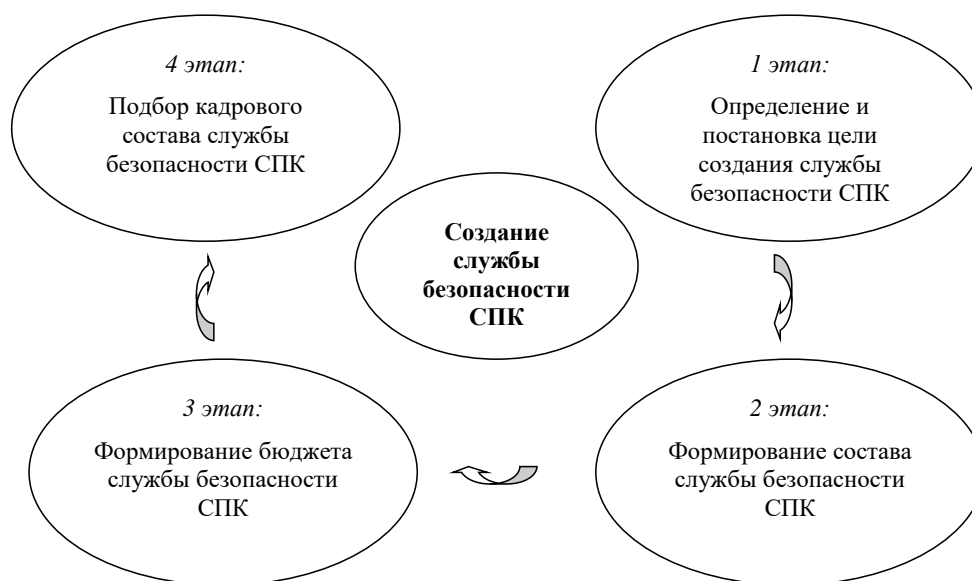 4 этап:
Подбор кадрового
состава службы
безопасности СПК
1 этап:
Определение и
постановка цели
создания службы
безопасности СПК
Создание
службы
безопасности
СПК
3 этап:
Формирование бюджета
службы безопасности
СПК
2 этап:
Формирование состава
службы безопасности
СПК